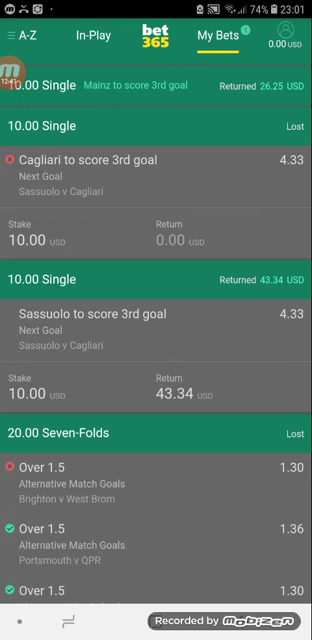 74% 23:01
A-Z In-Play bet My Bets 1
365 0.00 USD
12:41
10.00 Single Mainz to score 3rd goal Returned 26.25 USD
10.00 Single Lost
Cagliari to score 3rd goal 4.33
Next Goal
Sassuolo v Cagliari
Stake Return
10.00 USD 0.00 USD
10.00 Single Returned 43.34 USD
Sassuolo to score 3rd goal 4.33
Next Goal
Sassuolo v Cagliari
Stake Return
10.00 USD 43.34 USD
20.00 Seven-Folds Lost
Over 1.5 1.30
Alternative Match Goals
Brighton v West Brom
Over 1.5 1.36
Alternative Match Goals
Portsmouth v QPR
Over 1.5 1.30
Recorded by Mobizen